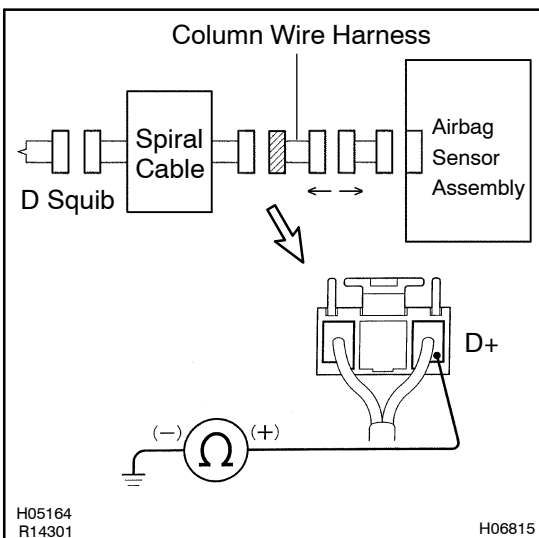 Column Wire Harness
Spiral
Cable
Airbag
Sensor
Assembly
D Squib
D+
(−)
Ω
(+)
H05164
R14301
H06815